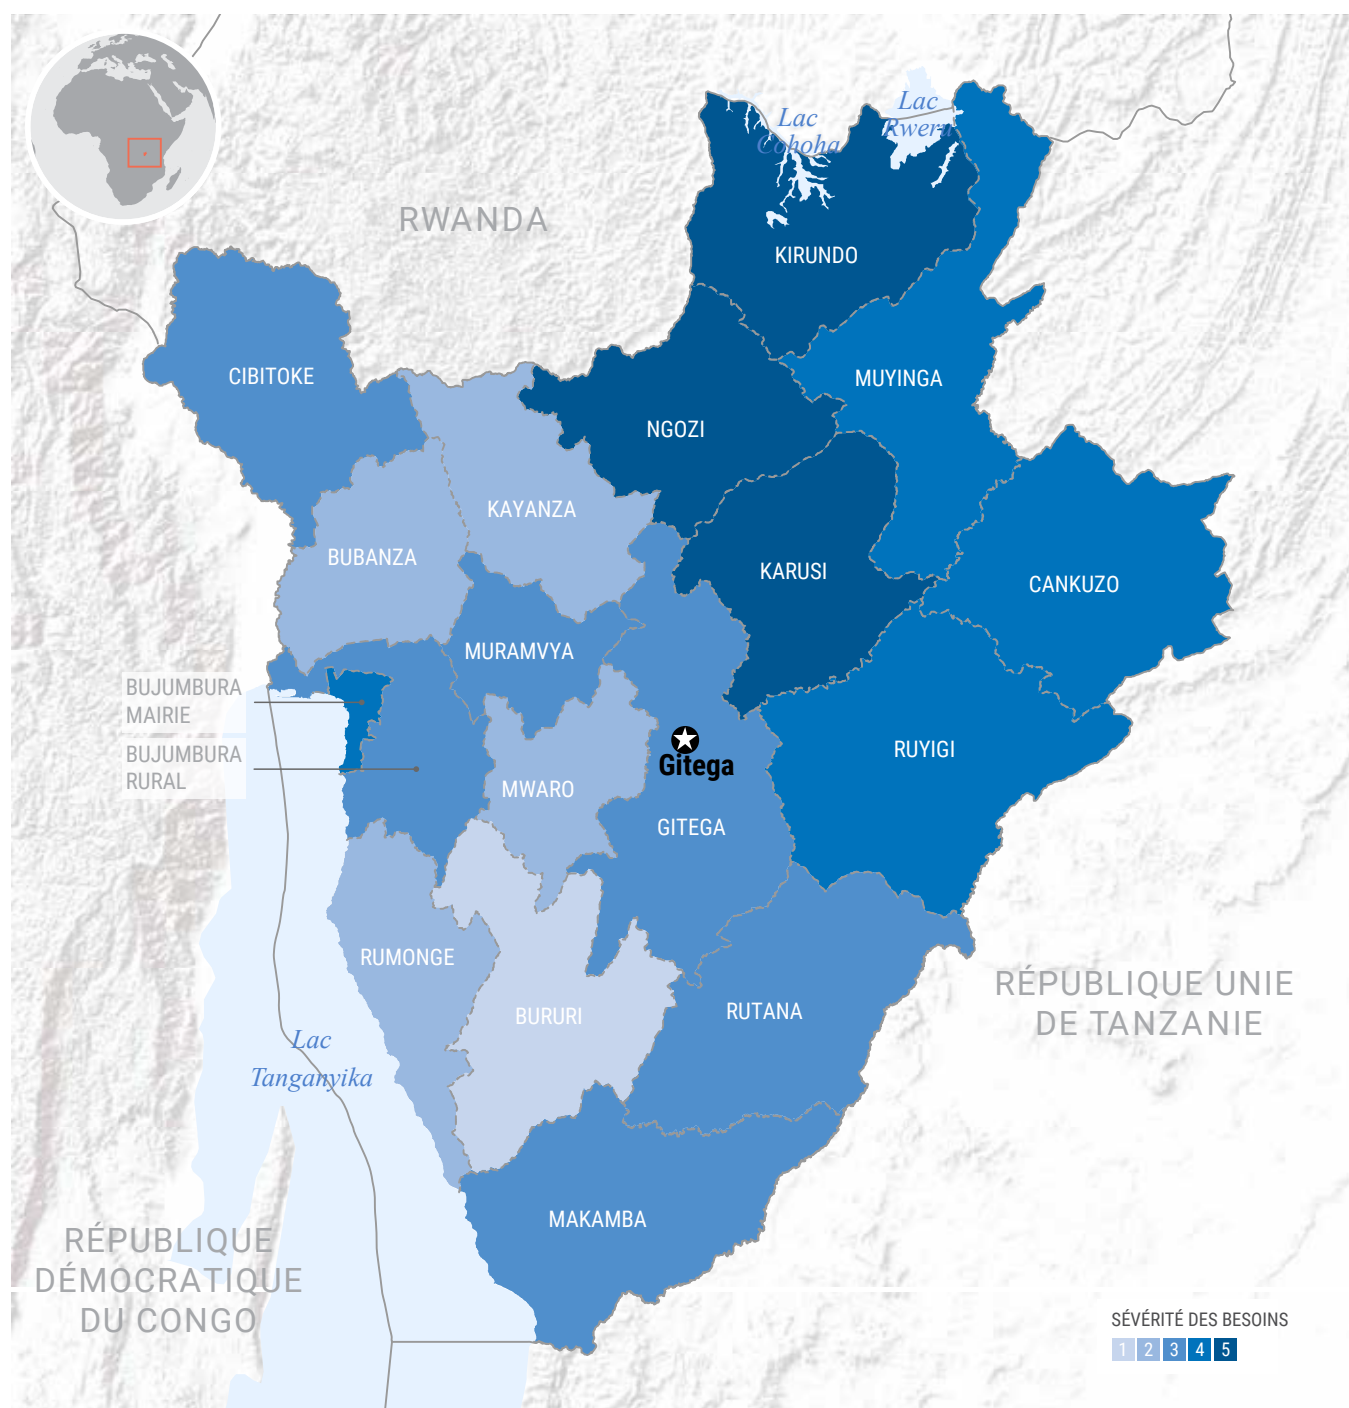 Lac
Rweru
Lac
Cohoha
RWANDA
KIRUNDO
CIBITOKE
MUYINGA
NGOZI
KAYANZA
BUBANZA
KARUSI
CANKUZO
MURAMVYA
BUJUMBURA
MAIRIE
BUJUMBURA
RURAL
RUYIGI
Gitega
MWARO
GITEGA
RUMONGE
RÉPUBLIQUE UNIE
DE TANZANIE
BURURI
RUTANA
Lac
Tanganyika
MAKAMBA
RÉPUBLIQUE
DÉMOCRATIQUE
DU CONGO
SÉVÉRITÉ DES BESOINS
1 2 3 4 5